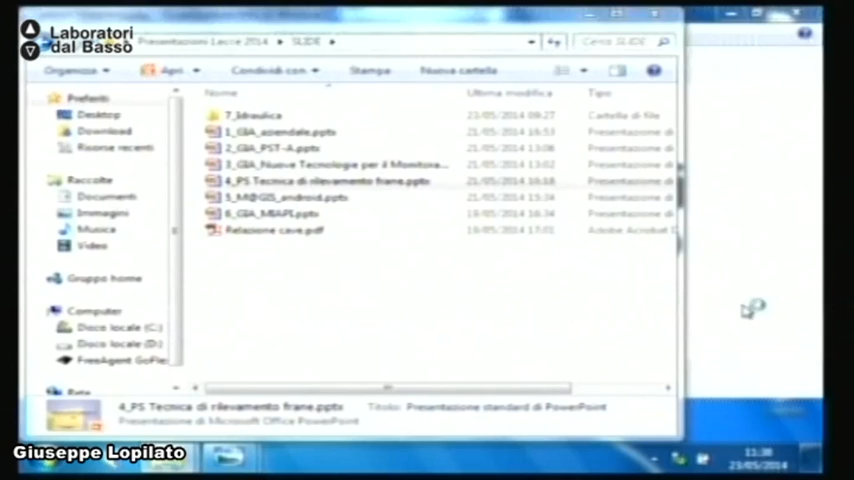 Laboratori
dal Basso
Presentazioni Lecce 2014 SLIDE
Cerca SLIDE
Organizza Apri Condividi con Stampa Nuova cartella
Nome Ultima modifica Tipo
Preferiti
Desktop
Download
Risorse recenti
Raccolte
Documenti
Immagini
Musica
Video
Gruppo home
Computer
Disco locale (C:)
Disco locale (D:)
FreeAgent GoFle
Rete
7_Idraulica 23/05/2014 09:27 Cartella di file
1_GIA_aziendale.pptx 21/05/2014 16:53 Presentazione di
2_GIA_PST-A.pptx 21/05/2014 13:06 Presentazione di
3_GIA_Nuove Tecnologie per il Monitora... 21/05/2014 13:02 Presentazione di
4_PS Tecnica di rilevamento frane.pptx 21/05/2014 16:18 Presentazione di
5_M@GIS_android.pptx 21/05/2014 15:34 Presentazione di
6_GIA_MIAPI.pptx 19/05/2014 16:34 Presentazione di
Relazione cave.pdf 19/05/2014 17:01 Adobe Acrobat D
4_PS Tecnica di rilevamento frane.pptx Titolo: Presentazione standard di PowerPoint
Presentazione di Microsoft Office PowerPoint
Giuseppe Lopilato
11:38
23/05/2014